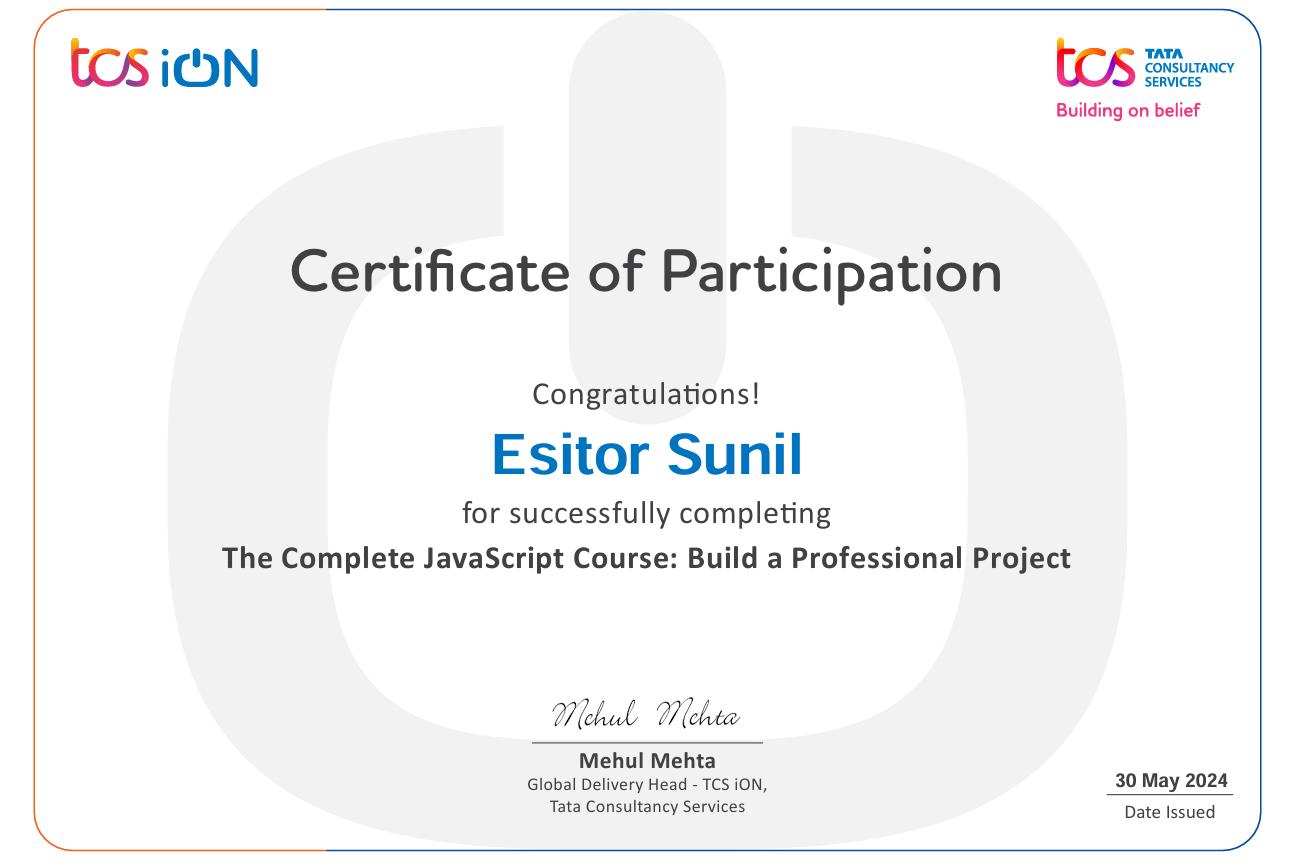 tcs iON
tcs TATA
CONSULTANCY
SERVICES
Building on belief
Certificate of Participation
Congratulations!
Esitor Sunil
for successfully completing
The Complete JavaScript Course: Build a Professional Project
Mehul Mehta
Mehul Mehta
Global Delivery Head - TCS iON,
Tata Consultancy Services
30 May 2024
Date Issued